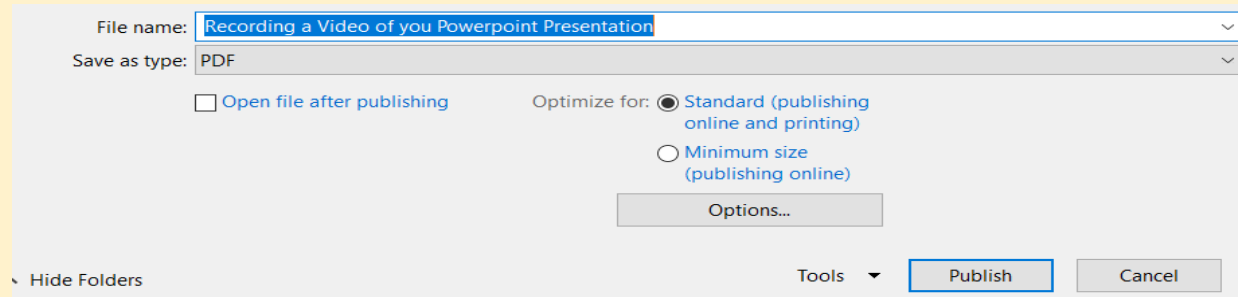 File name: Recording a Video of you Powerpoint Presentation
Save as type: PDF
Open file after publishing
Optimize for: Standard (publishing
online and printing)
Minimum size
(publishing online)
Options...
Hide Folders
Tools Publish Cancel